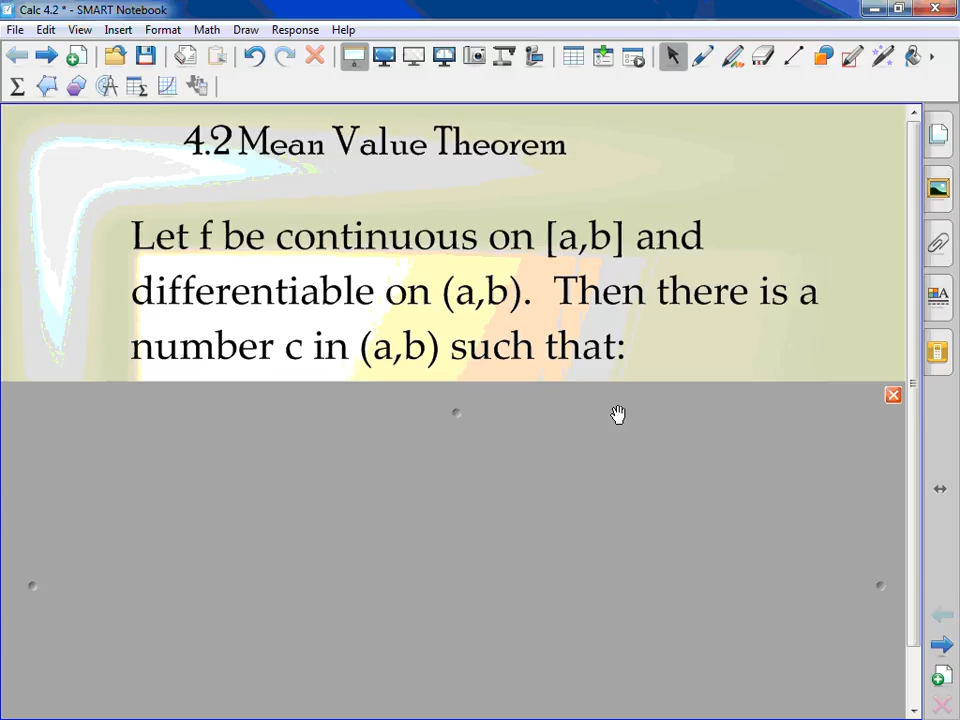 Calc 4.2 * - SMART Notebook
File Edit View Insert Format Math Draw Response Help
4.2 Mean Value Theorem
Let f be continuous on [a,b] and
differentiable on (a,b). Then there is a
number c in (a,b) such that: